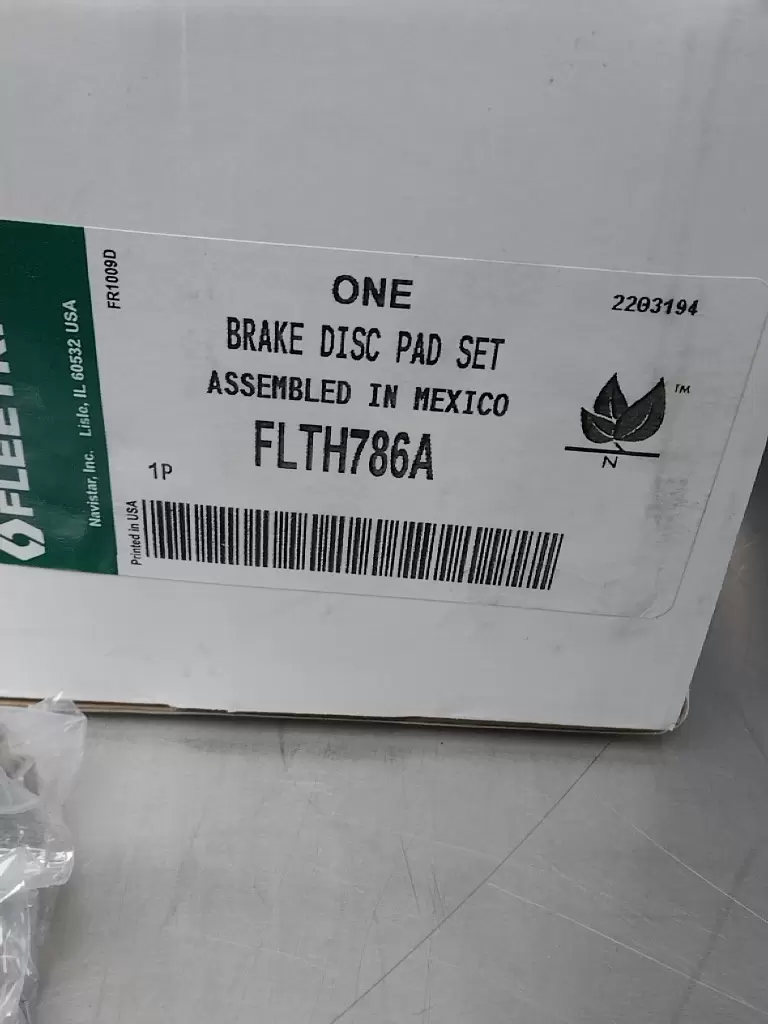 ONE
2203194
BRAKE DISC PAD SET
ASSEMBLED IN MEXICO
FLTH786A
1P
TM
N
FR1009D
Navistar, Inc. Lisle, IL 60532 USA
Printed in USA